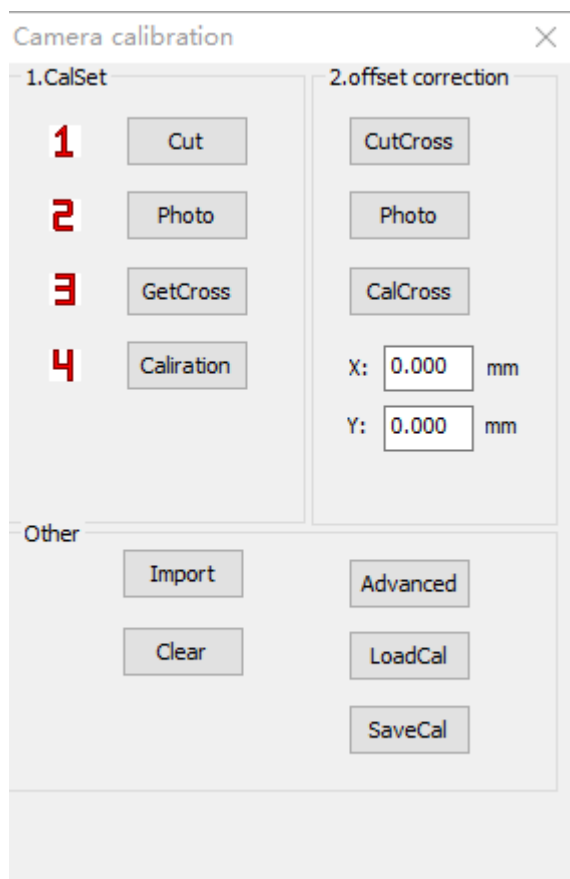 Camera calibration
1.CalSet
1 Cut
2 Photo
3 GetCross
4 Caliration
2.offset correction
CutCross
Photo
CalCross
X: 0.000 mm
Y: 0.000 mm
Other
Import
Clear
Advanced
LoadCal
SaveCal